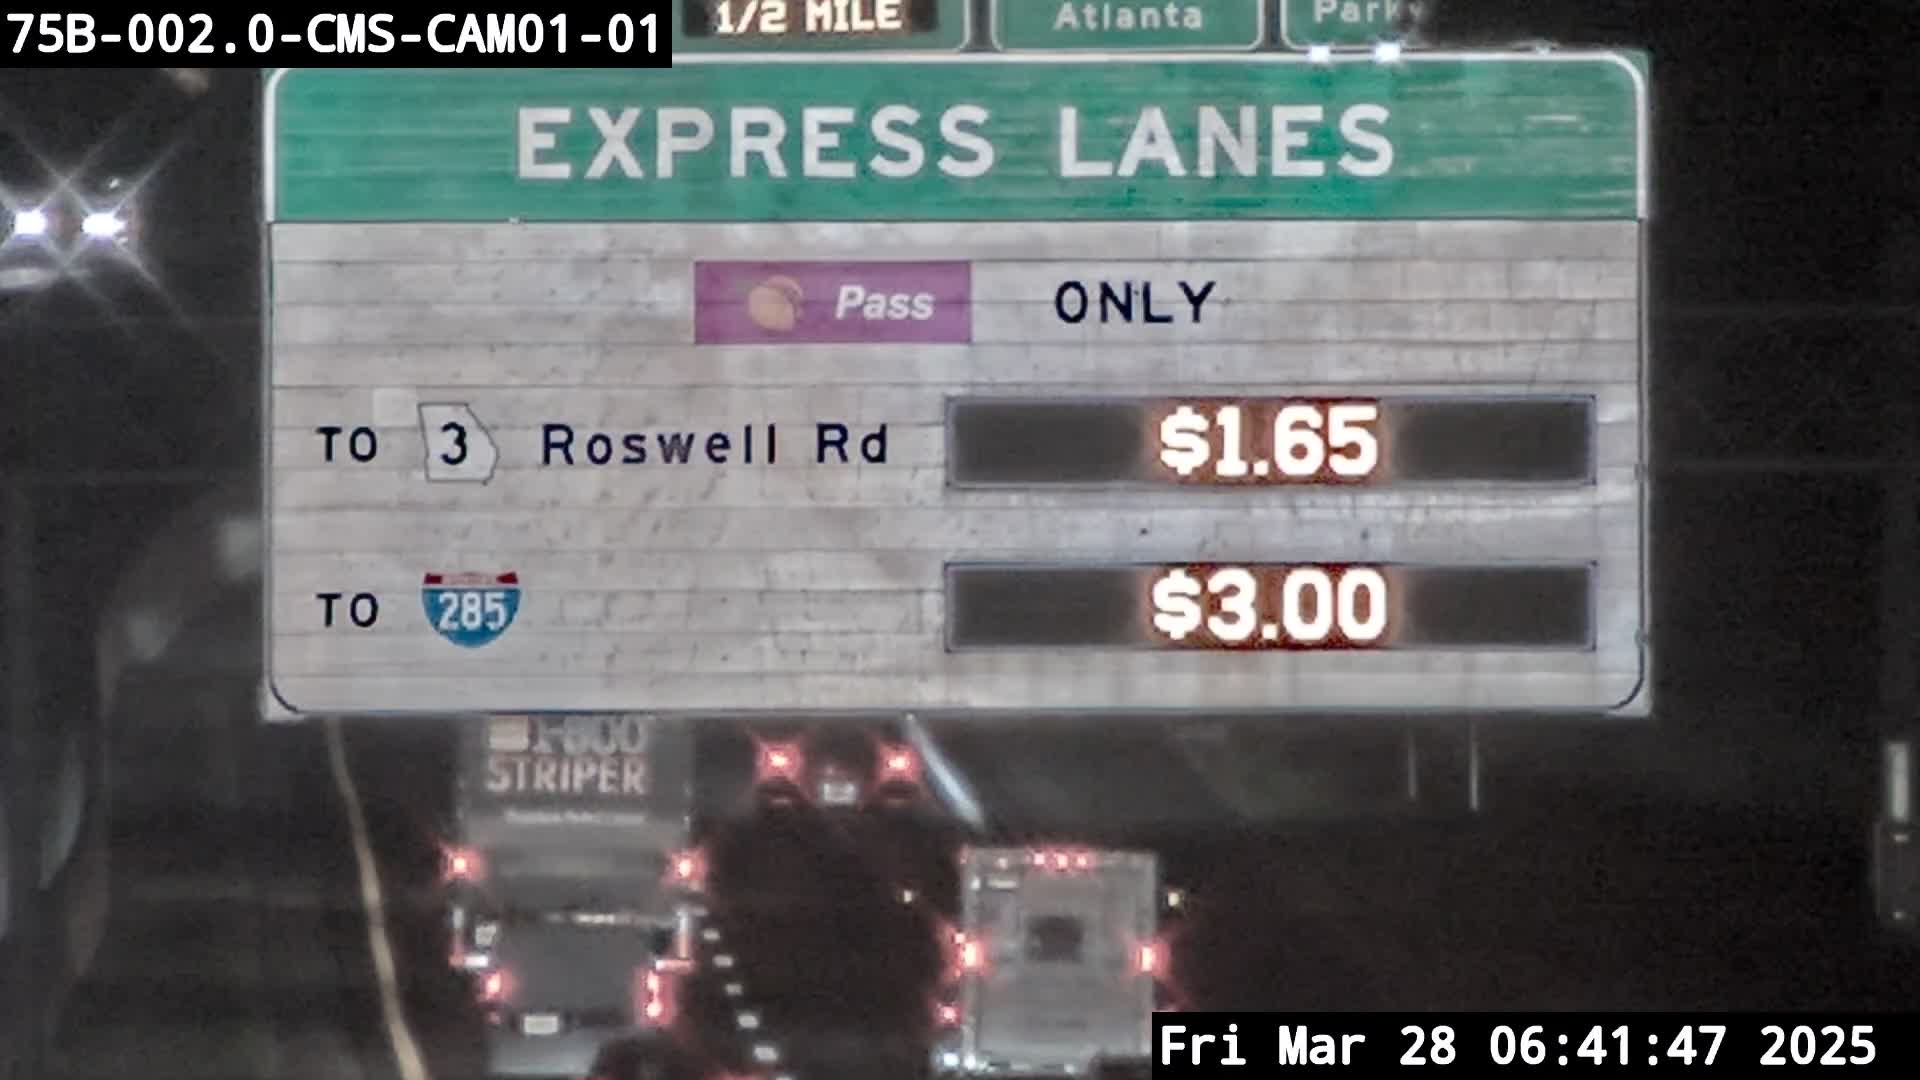 75B-002.0-CMS-CAM01-01
1/2 MILE
Atlanta
Parkw
EXPRESS LANES
Pass ONLY
TO 3 Roswell Rd $1.65
TO 285 $3.00
1-800
STRIPER
Fri Mar 28 06:41:47 2025